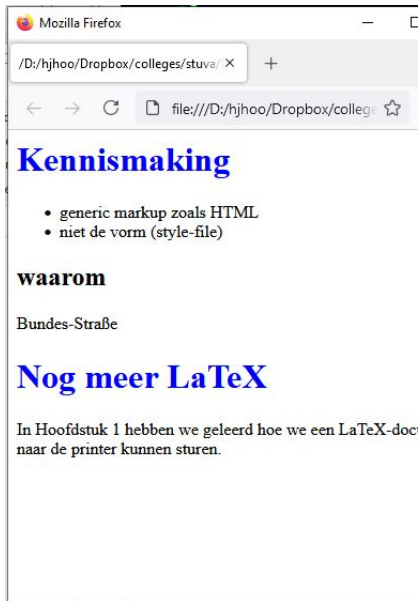 Mozilla Firefox
/D:/hjhoo/Dropbox/colleges/stuva/
file:///D:/hjhoo/Dropbox/colleg
Kennismaking
• generic markup zoals HTML
• niet de vorm (style-file)
waarom
Bundes-Straße
Nog meer LaTeX
In Hoofdstuk 1 hebben we geleerd hoe we een LaTeX-doc
naar de printer kunnen sturen.